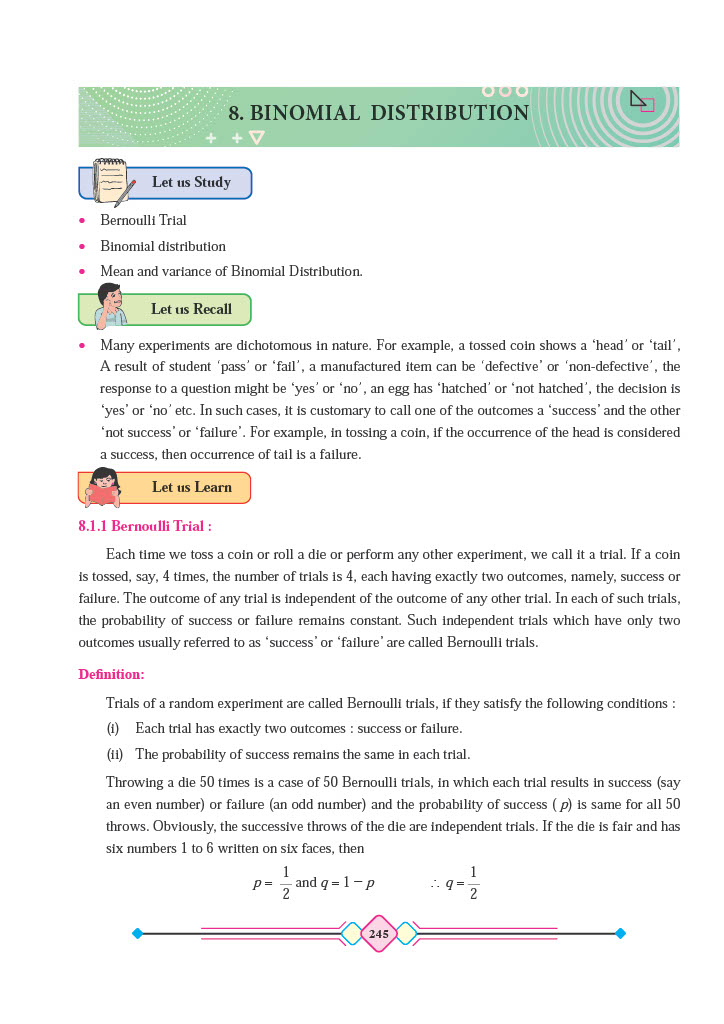 8. BINOMIAL DISTRIBUTION
Let us Study
• Bernoulli Trial
• Binomial distribution
• Mean and variance of Binomial Distribution.
Let us Recall
• Many experiments are dichotomous in nature. For example, a tossed coin shows a ‘head’ or ‘tail’,
A result of student ‘pass’ or ‘fail’, a manufactured item can be ‘defective’ or ‘non-defective’, the
response to a question might be ‘yes’ or ‘no’, an egg has ‘hatched’ or ‘not hatched’, the decision is
‘yes’ or ‘no’ etc. In such cases, it is customary to call one of the outcomes a ‘success’ and the other
‘not success’ or ‘failure’. For example, in tossing a coin, if the occurrence of the head is considered
a success, then occurrence of tail is a failure.
Let us Learn
8.1.1 Bernoulli Trial :
Each time we toss a coin or roll a die or perform any other experiment, we call it a trial. If a coin
is tossed, say, 4 times, the number of trials is 4, each having exactly two outcomes, namely, success or
failure. The outcome of any trial is independent of the outcome of any other trial. In each of such trials,
the probability of success or failure remains constant. Such independent trials which have only two
outcomes usually referred to as ‘success’ or ‘failure’ are called Bernoulli trials.
Definition:
Trials of a random experiment are called Bernoulli trials, if they satisfy the following conditions :
(i) Each trial has exactly two outcomes : success or failure.
(ii) The probability of success remains the same in each trial.
Throwing a die 50 times is a case of 50 Bernoulli trials, in which each trial results in success (say
an even number) or failure (an odd number) and the probability of success ( p) is same for all 50
throws. Obviously, the successive throws of the die are independent trials. If the die is fair and has
six numbers 1 to 6 written on six faces, then
p = 1/2 and q = 1 − p ∴ q = 1/2
245